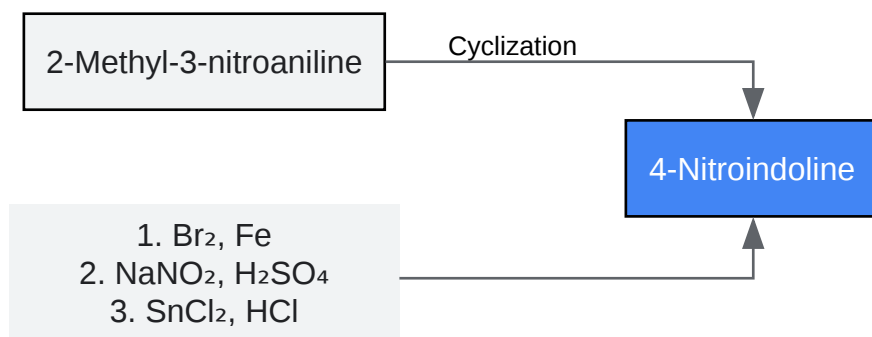 2-Methyl-3-nitroaniline
Cyclization
4-Nitroindoline
1. Br₂, Fe
2. NaNO₂, H₂SO₄
3. SnCl₂, HCl